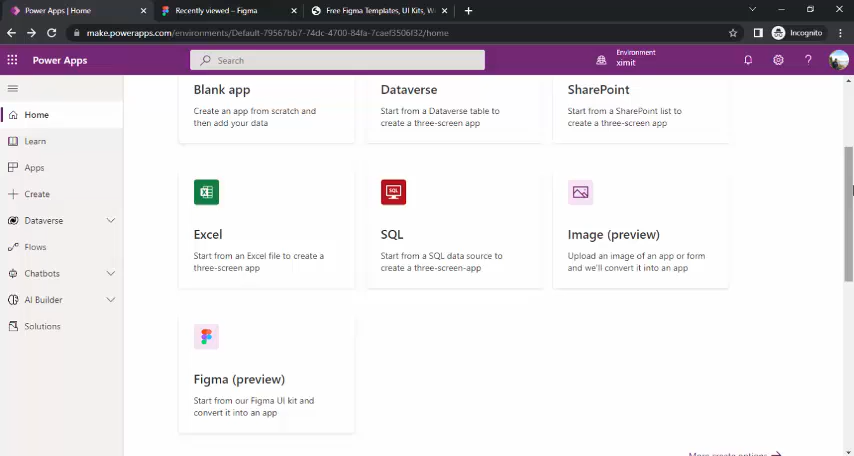 Power Apps | Home
Recently viewed – Figma
Free Figma Templates, UI Kits, W
make.powerapps.com/environments/Default-79567bb7-74dc-4700-84fa-7caef3506f32/home
Incognito
Power Apps
Search
Environment
ximit
Home
Learn
Apps
Create
Dataverse
Flows
Chatbots
AI Builder
Solutions
Blank app
Create an app from scratch and
then add your data
Dataverse
Start from a Dataverse table to
create a three-screen app
SharePoint
Start from a SharePoint list to
create a three-screen app
Excel
Start from an Excel file to create a
three-screen app
SQL
SQL
Start from a SQL data source to
create a three-screen-app
Image (preview)
Upload an image of an app or form
and we'll convert it into an app
Figma (preview)
Start from our Figma UI kit and
convert it into an app
More create options